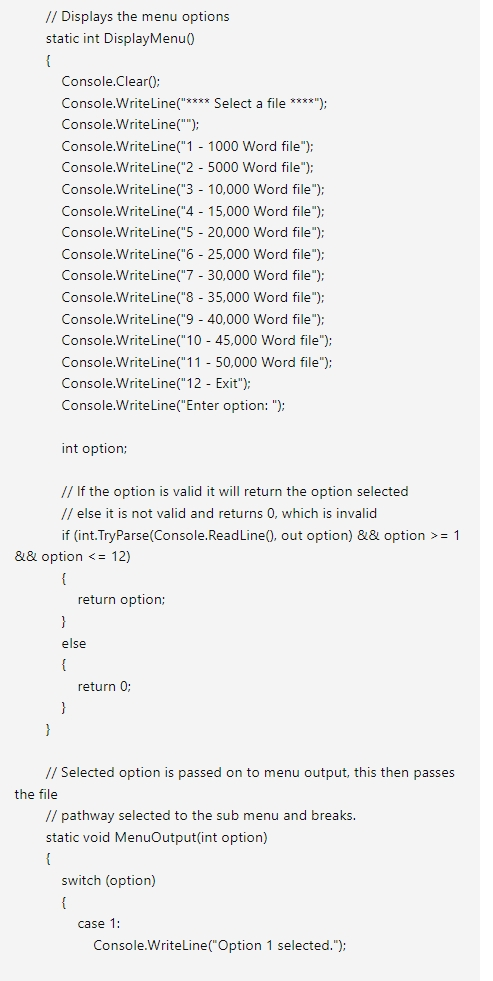 // Displays the menu options
static int DisplayMenu()
{
Console.Clear();
Console.WriteLine("**** Select a file ****");
Console.WriteLine("");
Console.WriteLine("1 - 1000 Word file");
Console.WriteLine("2 - 5000 Word file");
Console.WriteLine("3 - 10,000 Word file");
Console.WriteLine("4 - 15,000 Word file");
Console.WriteLine("5 - 20,000 Word file");
Console.WriteLine("6 - 25,000 Word file");
Console.WriteLine("7 - 30,000 Word file");
Console.WriteLine("8 - 35,000 Word file");
Console.WriteLine("9 - 40,000 Word file");
Console.WriteLine("10 - 45,000 Word file");
Console.WriteLine("11 - 50,000 Word file");
Console.WriteLine("12 - Exit");
Console.WriteLine("Enter option: ");
int option;
// If the option is valid it will return the option selected
// else it is not valid and returns 0, which is invalid
if (int.TryParse(Console.ReadLine(), out option) && option >= 1
&& option <= 12)
{
return option;
}
else
{
return 0;
}
}
// Selected option is passed on to menu output, this then passes
the file
// pathway selected to the sub menu and breaks.
static void MenuOutput(int option)
{
switch (option)
{
case 1:
Console.WriteLine("Option 1 selected.");